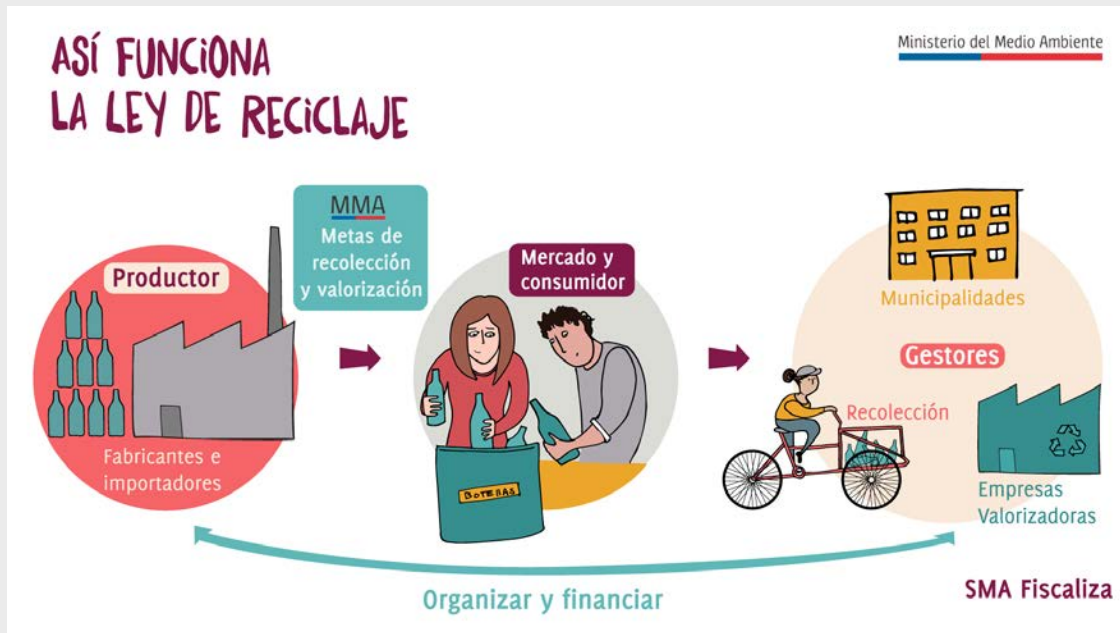 ASÍ FUNCIONA
LA LEY DE RECICLAJE
Ministerio del Medio Ambiente
MMA
Metas de
recolección
y valorización
Productor
Fabricantes e
importadores
Mercado y
consumidor
BOTELLAS
Municipalidades
Gestores
Recolección
Empresas
Valorizadoras
Organizar y financiar
SMA Fiscaliza